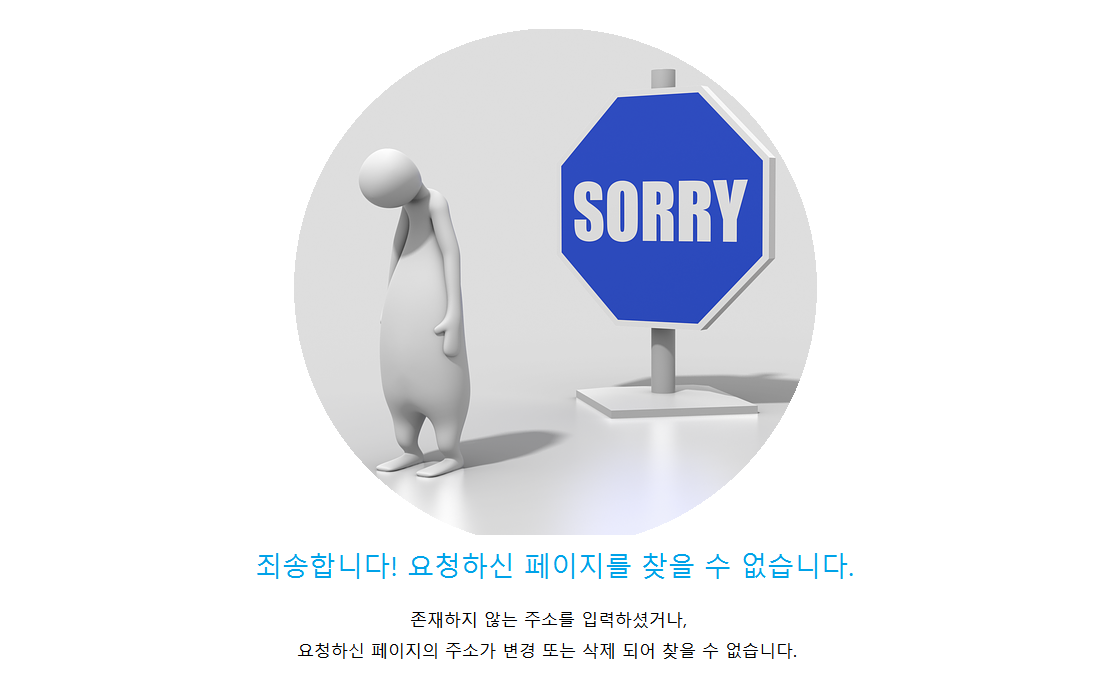 SORRY
죄송합니다! 요청하신 페이지를 찾을 수 없습니다.
존재하지 않는 주소를 입력하셨거나,
요청하신 페이지의 주소가 변경 또는 삭제 되어 찾을 수 없습니다.